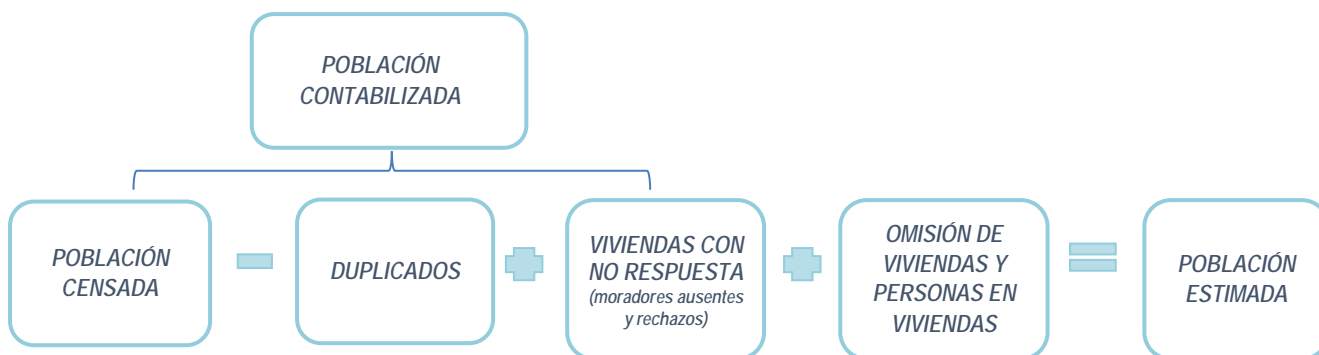 POBLACIÓN
CONTABILIZADA
POBLACIÓN
CENSADA
DUPLICADOS
VIVIENDAS CON
NO RESPUESTA
(moradores ausentes
y rechazos)
OMISIÓN DE
VIVIENDAS Y
PERSONAS EN
VIVIENDAS
POBLACIÓN
ESTIMADA